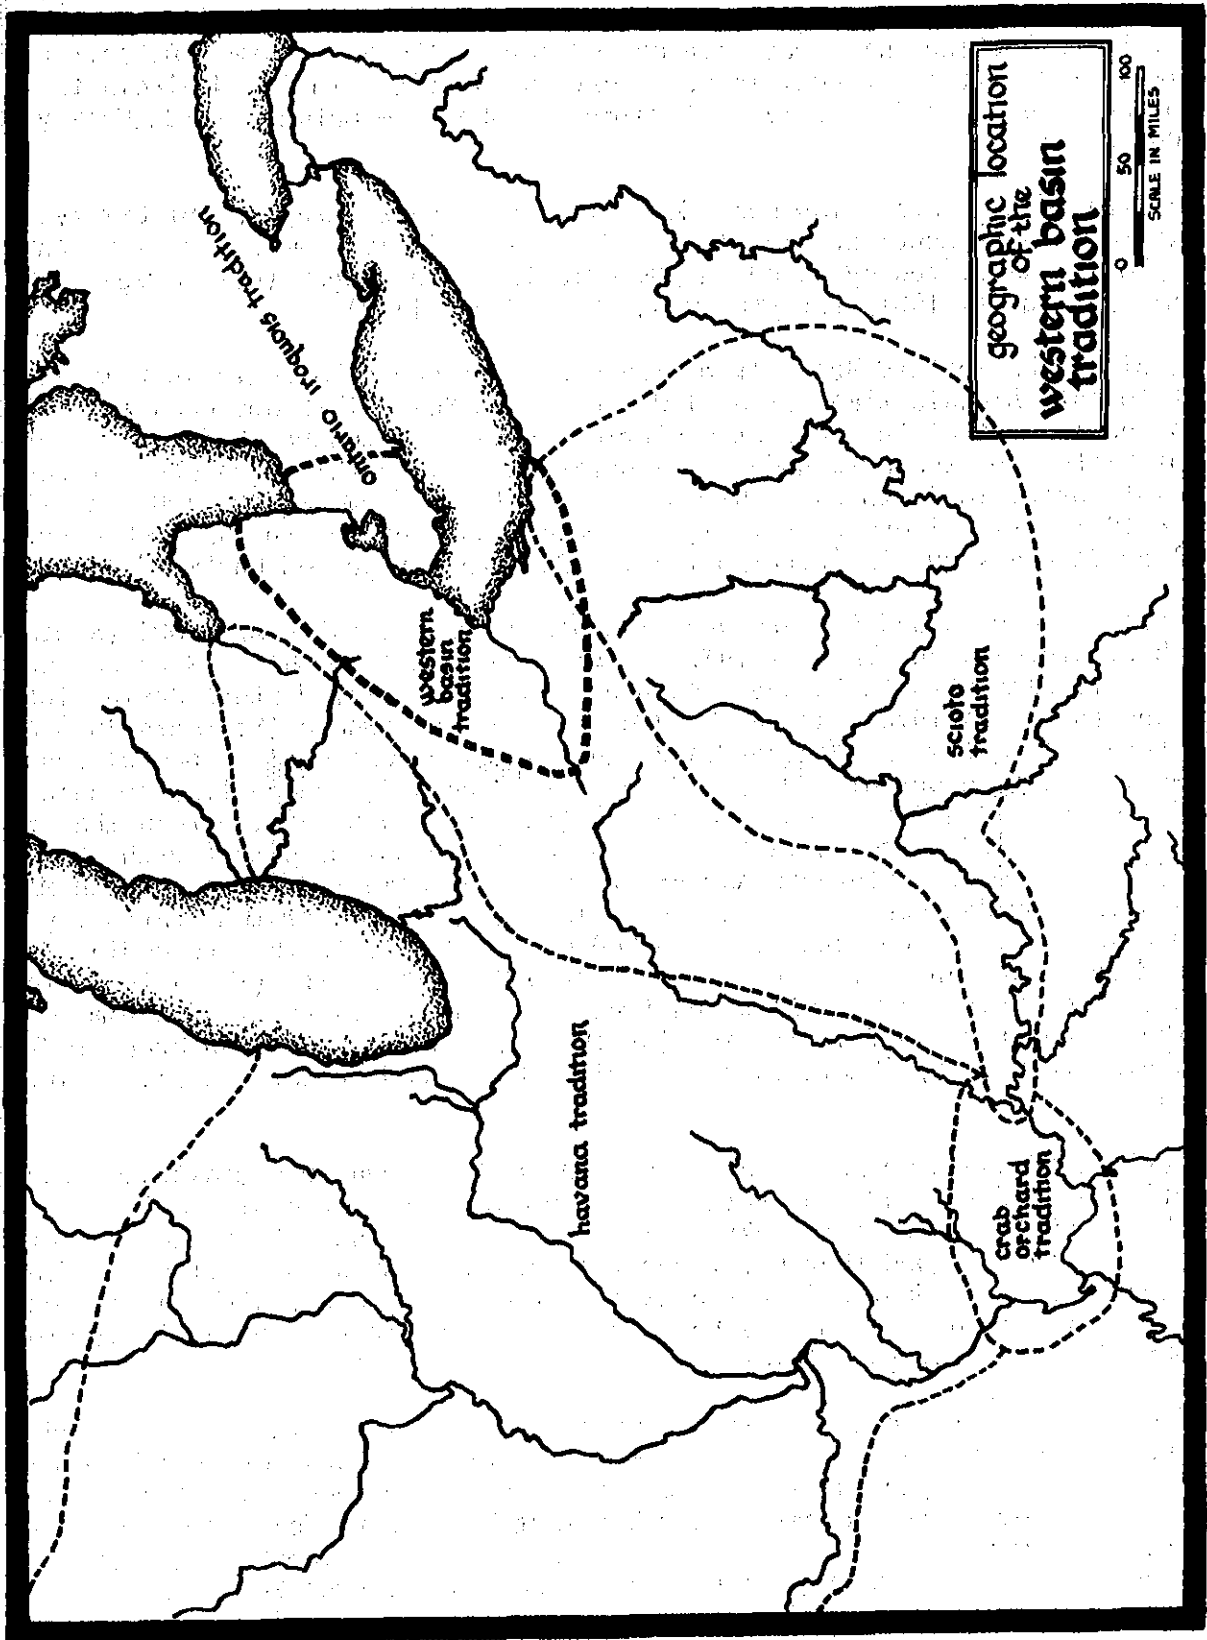 geographic location
of the
western basin
tradition
0 50 100
SCALE IN MILES
ontario iroquois tradition
western
basin
tradition
havana tradition
scioto
tradition
crab
orchard
tradition